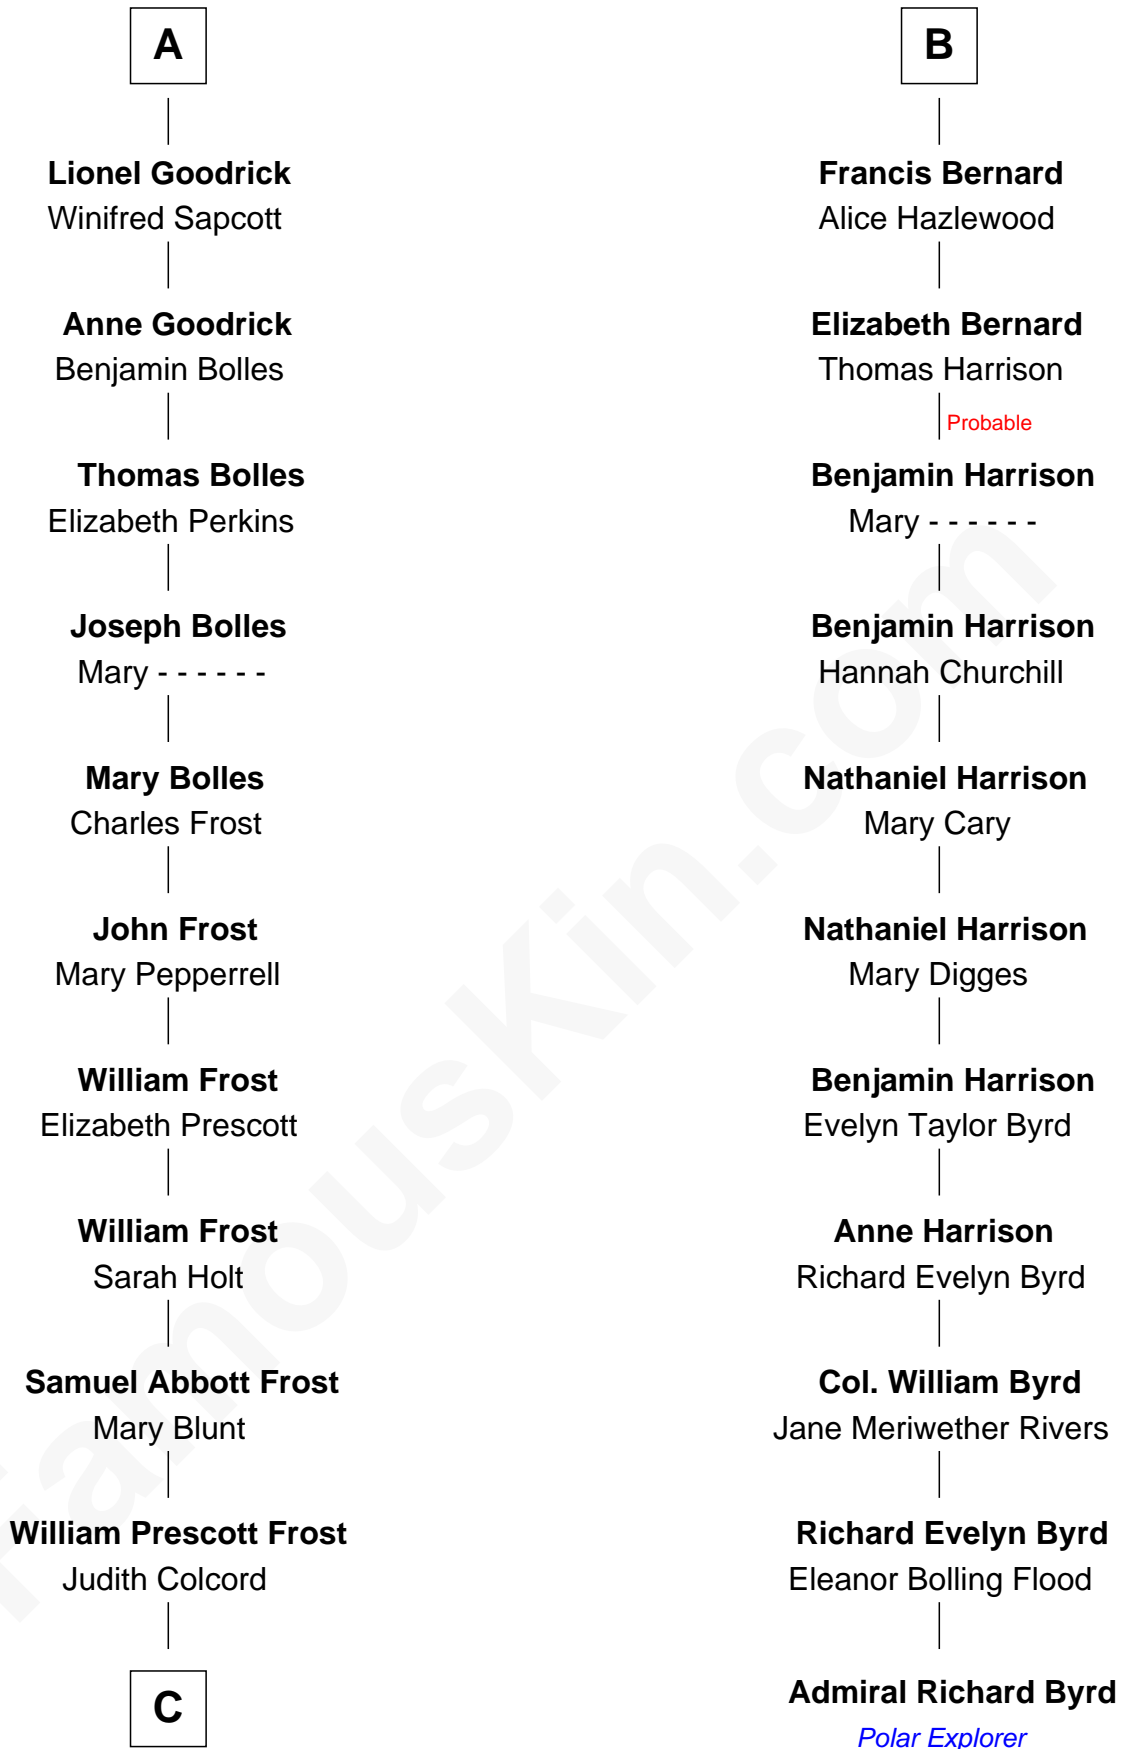 A
Lionel Goodrick
Winifred Sapcott
Anne Goodrick
Benjamin Bolles
Thomas Bolles
Elizabeth Perkins
Joseph Bolles
Mary - - - - - -
Mary Bolles
Charles Frost
John Frost
Mary Pepperrell
William Frost
Elizabeth Prescott
William Frost
Sarah Holt
Samuel Abbott Frost
Mary Blunt
William Prescott Frost
Judith Colcord
C
B
Francis Bernard
Alice Hazlewood
Elizabeth Bernard
Thomas Harrison
Probable
Benjamin Harrison
Mary - - - - - -
Benjamin Harrison
Hannah Churchill
Nathaniel Harrison
Mary Cary
Nathaniel Harrison
Mary Digges
Benjamin Harrison
Evelyn Taylor Byrd
Anne Harrison
Richard Evelyn Byrd
Col. William Byrd
Jane Meriwether Rivers
Richard Evelyn Byrd
Eleanor Bolling Flood
Admiral Richard Byrd
Polar Explorer
FamousKin.com